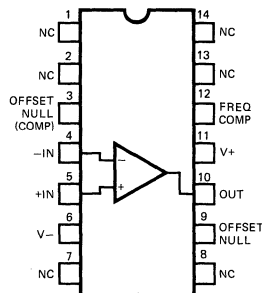 1
NC
2
NC
3
OFFSET
NULL
(COMP)
4
−IN
5
+IN
6
V−
7
NC
−
+
14
NC
13
NC
12
FREQ
COMP
11
V+
10
OUT
9
OFFSET
NULL
8
NC